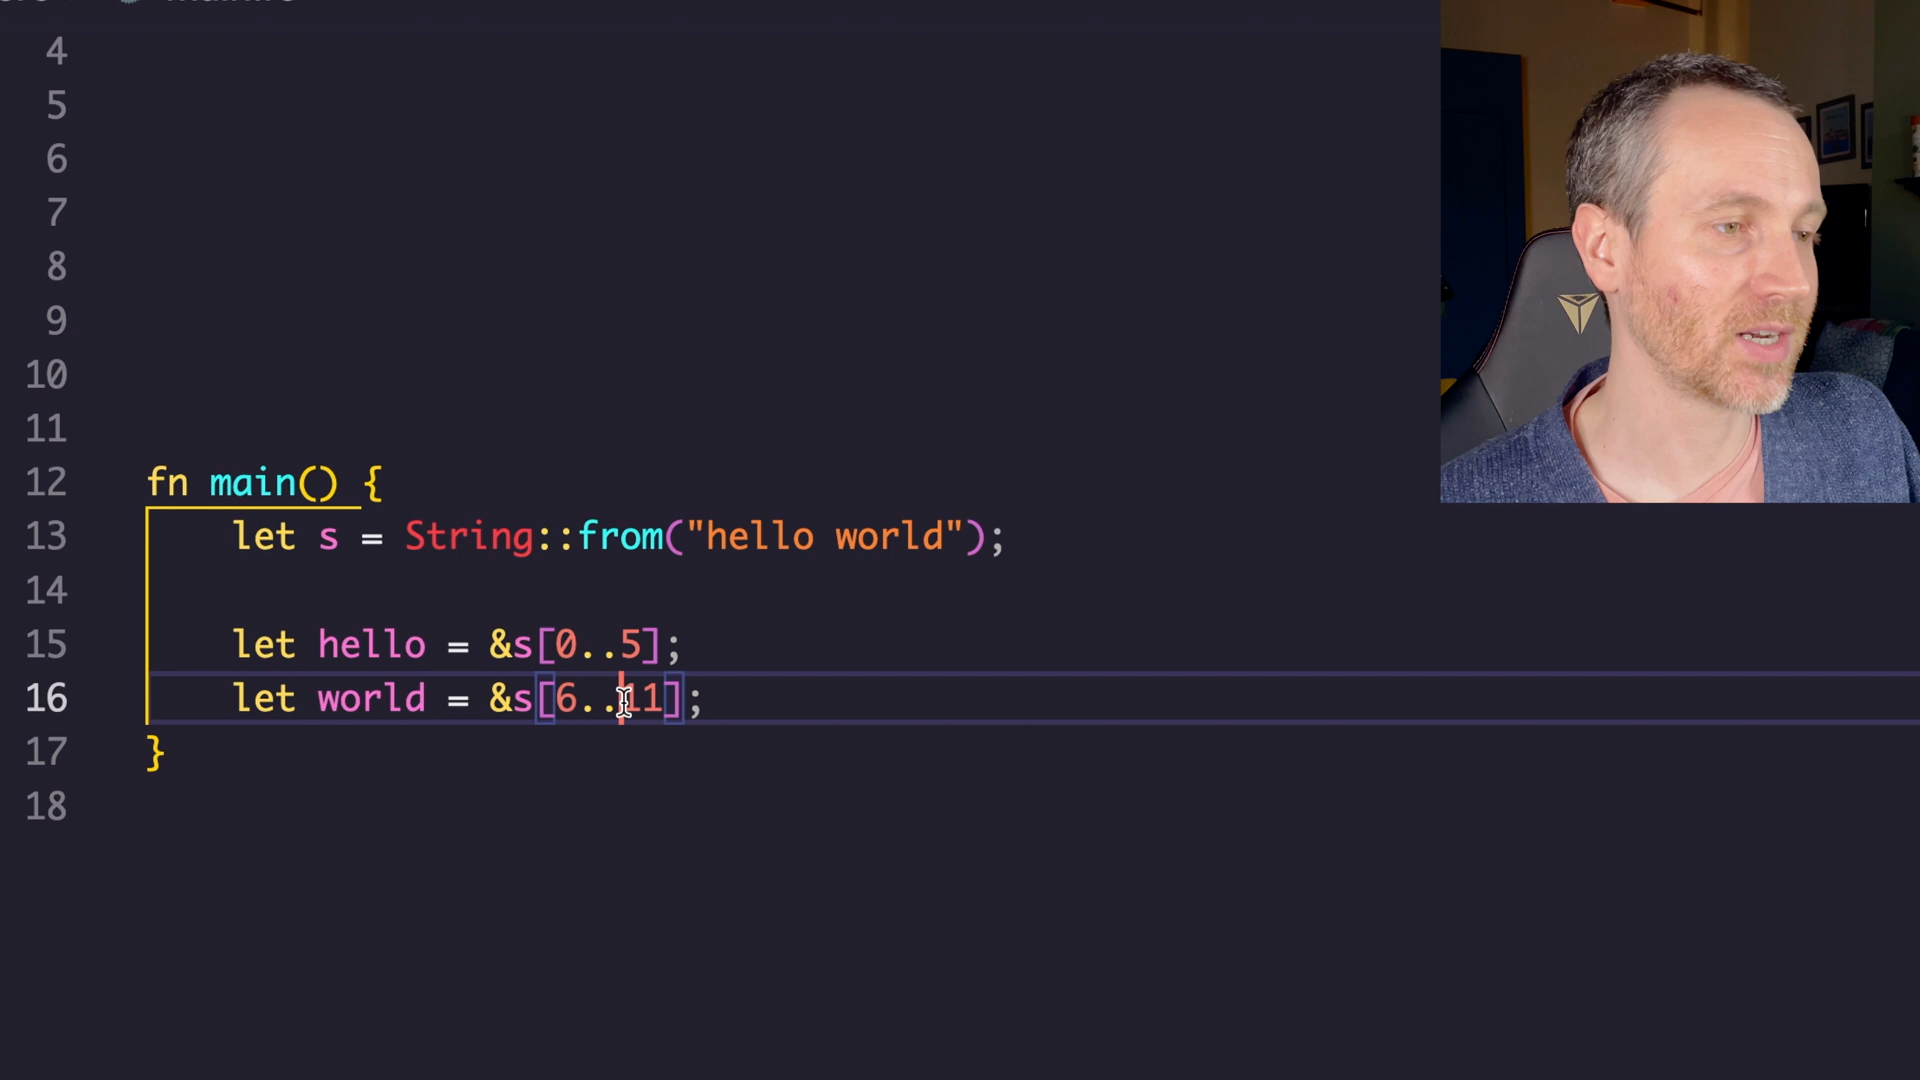 4
5
6
7
8
9
10
11
12 fn main() {
13 let s = String::from("hello world");
14
15 let hello = &s[0..5];
16 let world = &s[6..11];
17 }
18